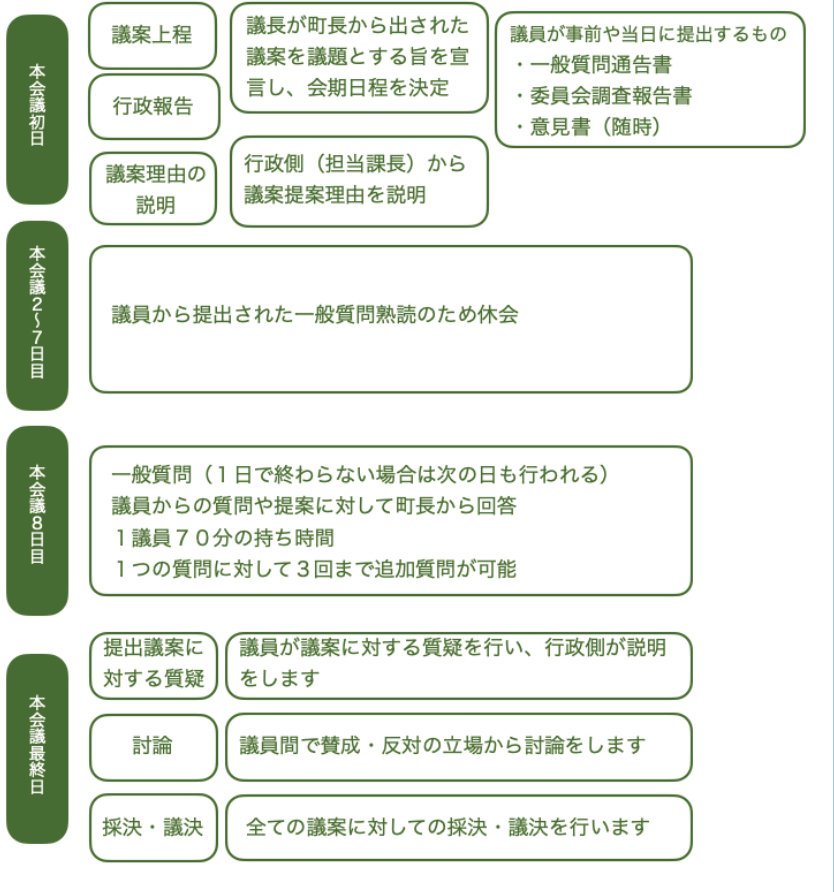 本会議初日
議案上程
議長が町長から出された
議案を議題とする旨を宣
言し、会期日程を決定
議員が事前や当日に提出するもの
・一般質問通告書
・委員会調査報告書
・意見書（随時）
行政報告
議案理由の
説明
行政側（担当課長）から
議案提案理由を説明
本会議２〜７日目
議員から提出された一般質問熟読のため休会
本会議８日目
一般質問（１日で終わらない場合は次の日も行われる）
議員からの質問や提案に対して町長から回答
１議員７０分の持ち時間
１つの質問に対して３回まで追加質問が可能
本会議最終日
提出議案に
対する質疑
議員が議案に対する質疑を行い、行政側が説明
をします
討論
議員間で賛成・反対の立場から討論をします
採決・議決
全ての議案に対しての採決・議決を行います